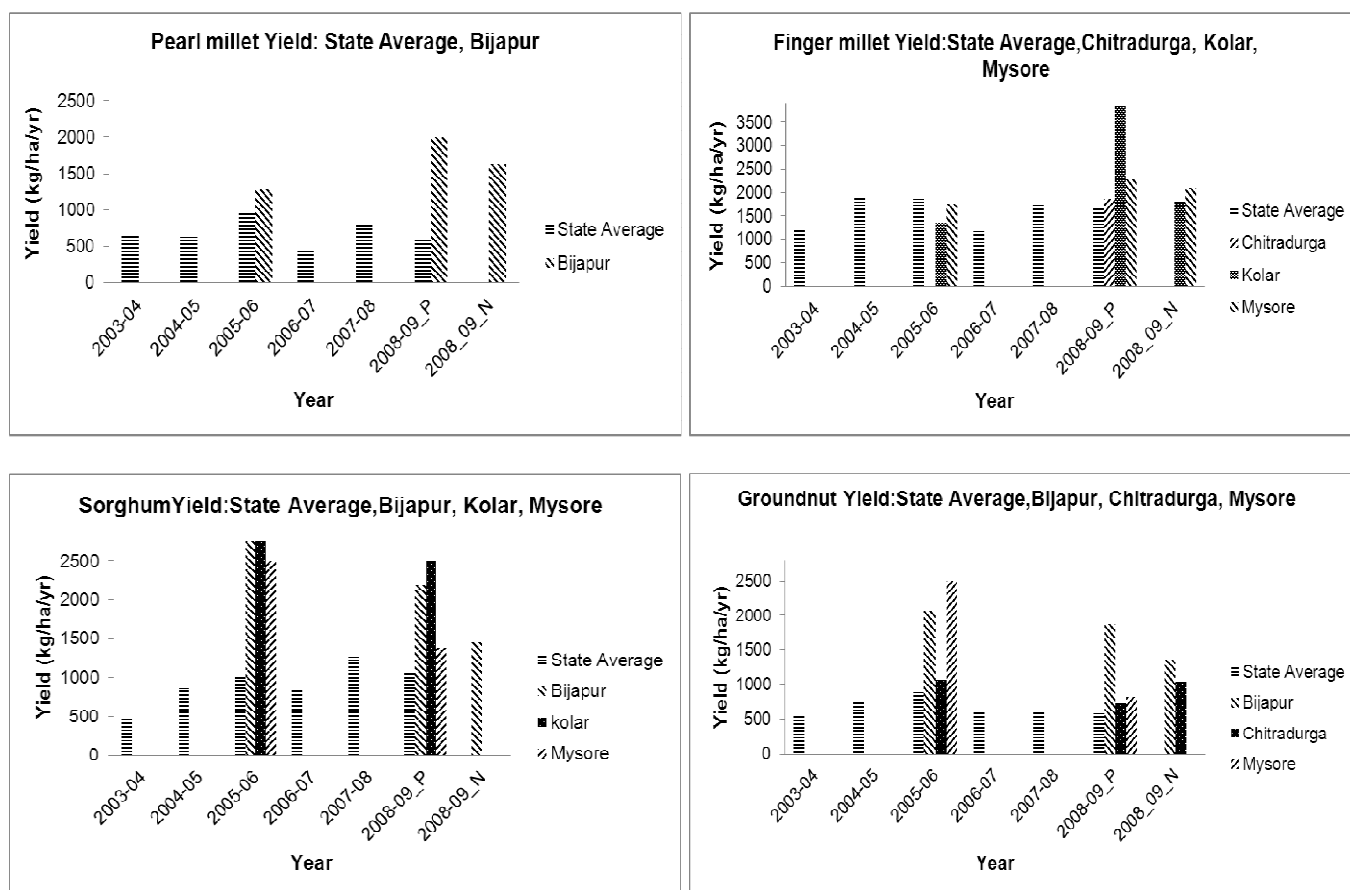 Pearl millet Yield: State Average, Bijapur
Yield (kg/ha/yr)
2500
2000
1500
1000
500
0
2003-04
2004-05
2005-06
2006-07
2007-08
2008-09_P
2008_09_N
Year
State Average
Bijapur
Finger millet Yield:State Average,Chitradurga, Kolar,
Mysore
Yield (kg/ha/yr)
3500
3000
2500
2000
1500
1000
500
0
2003-04
2004-05
2005-06
2006-07
2007-08
2008-09_P
2008_09_N
Year
State Average
Chitradurga
Kolar
Mysore
SorghumYield:State Average,Bijapur, Kolar, Mysore
Yield (kg/ha/yr)
2500
2000
1500
1000
500
0
2003-04
2004-05
2005-06
2006-07
2007-08
2008-09_P
2008-09_N
Year
State Average
Bijapur
kolar
Mysore
Groundnut Yield:State Average,Bijapur, Chitradurga, Mysore
Yield (kg/ha/yr)
2500
2000
1500
1000
500
0
2003-04
2004-05
2005-06
2006-07
2007-08
2008-09_P
2008_09_N
Year
State Average
Bijapur
Chitradurga
Mysore